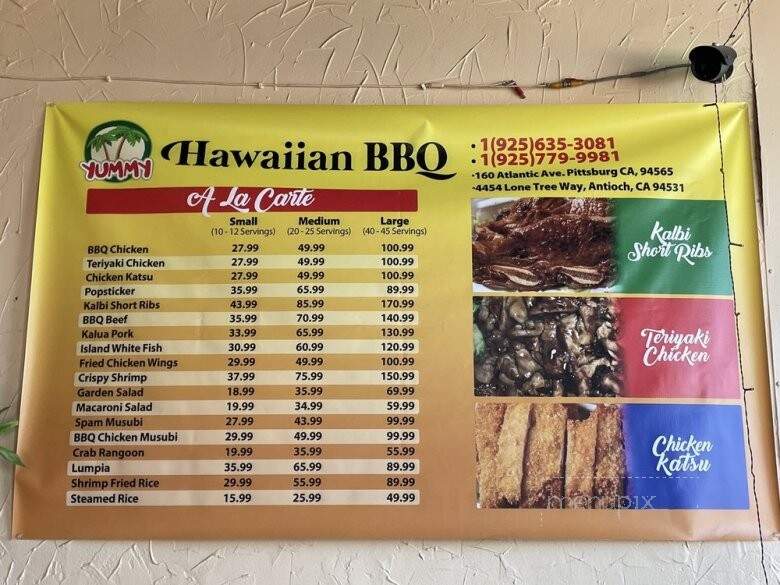 YUMMY
Hawaiian BBQ
: 1(925)635-3081
: 1(925)779-9981
•160 Atlantic Ave. Pittsburg CA, 94565
•4454 Lone Tree Way, Antioch, CA 94531
A La Carte
Small Medium Large
(10 - 12 Servings) (20 - 25 Servings) (40 - 45 Servings)
BBQ Chicken 27.99 49.99 100.99
Teriyaki Chicken 27.99 49.99 100.99
Chicken Katsu 27.99 49.99 100.99
Popsticker 35.99 65.99 89.99
Kalbi Short Ribs 43.99 85.99 170.99
BBQ Beef 35.99 70.99 140.99
Kalua Pork 33.99 65.99 130.99
Island White Fish 30.99 60.99 120.99
Fried Chicken Wings 29.99 49.99 100.99
Crispy Shrimp 37.99 75.99 150.99
Garden Salad 18.99 35.99 69.99
Macaroni Salad 19.99 34.99 59.99
Spam Musubi 27.99 43.99 99.99
BBQ Chicken Musubi 29.99 49.99 99.99
Crab Rangoon 19.99 35.99 55.99
Lumpia 35.99 65.99 89.99
Shrimp Fried Rice 29.99 55.99 89.99
Steamed Rice 15.99 25.99 49.99
Kalbi
Short Ribs
Teriyaki
Chicken
Chicken
Katsu
menupix